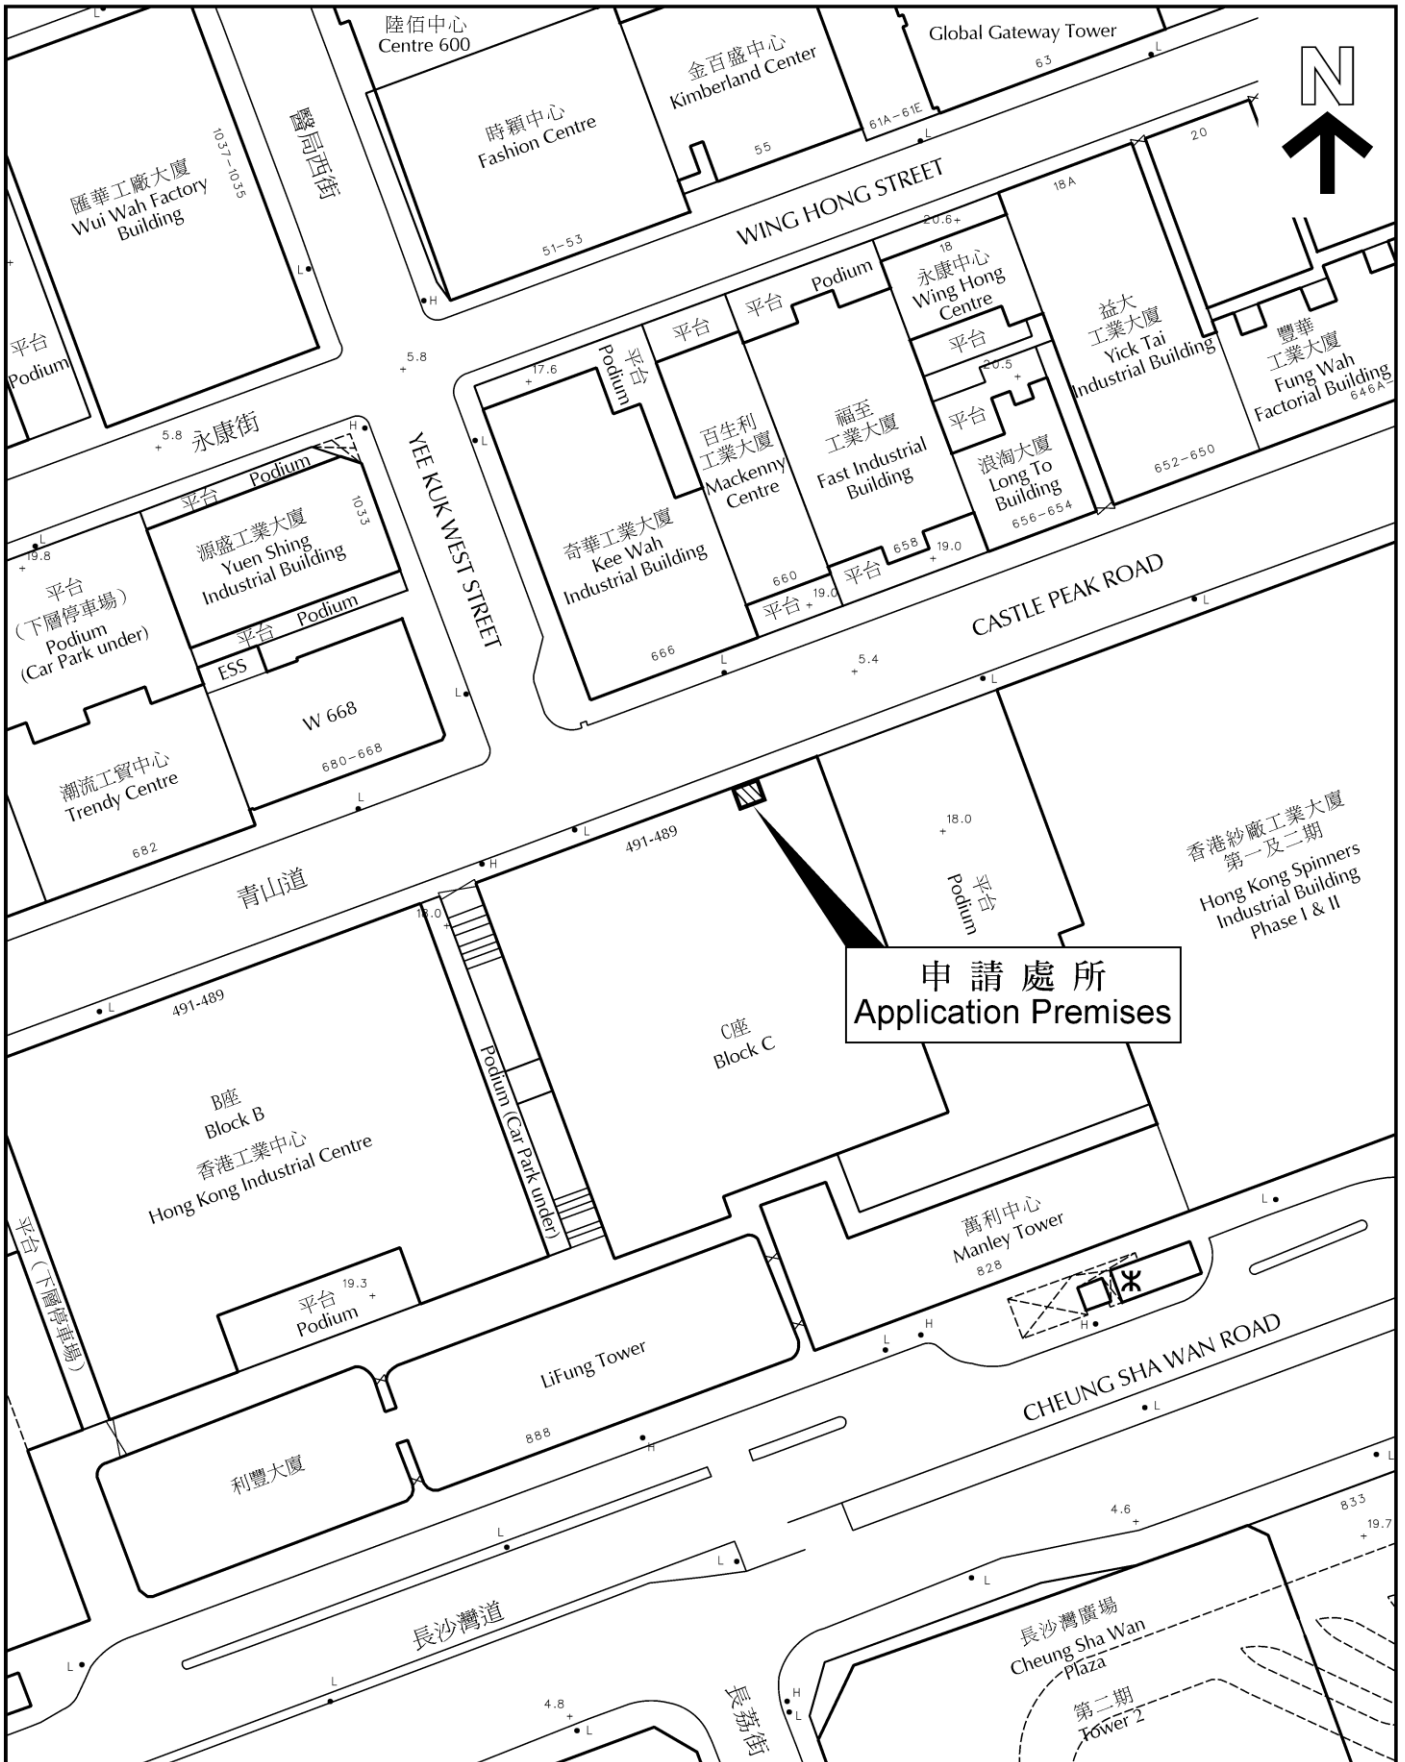 陸佰中心
Centre 600
金百盛中心
Kimberland Center
Global Gateway Tower
63
L
N
時穎中心
Fashion Centre
61A-61E
55
51-53
H
醫局西街
匯華工廠大廈
Wui Wah Factory
Building
1037-1035
L
平台
Podium
WING HONG STREET
L
20
18A
20.6
18
永康中心
Wing Hong
Centre
平台
20.5
平台
Podium
平台
平台
Podium
17.6
益大
工業大廈
Yick Tai
Industrial Building
652-650
豐華
工業大廈
Fung Wah
Factorial Building
646A-
5.8
5.8
永康街
H
L
YEE KUK WEST STREET
L
平台
Podium
1033
源盛工業大廈
Yuen Shing
Industrial Building
平台
Podium
L
19.8
平台
(下層停車場)
Podium
(Car Park under)
ESS
W 668
680-668
潮流工貿中心
Trendy Centre
682
奇華工業大廈
Kee Wah
Industrial Building
666
百生利
工業大廈
Mackenny
Centre
660
平台
19.0
福至
工業大廈
Fast Industrial
Building
658
平台
19.0
平台
浪淘大廈
Long To
Building
656-654
CASTLE PEAK ROAD
L
L
L
5.4
L
L
H
青山道
491-489
18.0
平台
Podium
香港紗廠工業大廈
第一及二期
Hong Kong Spinners
Industrial Building
Phase I & II
申請處所
Application Premises
18.0
L
491-489
C座
Block C
Podium (Car Park under)
B座
Block B
香港工業中心
Hong Kong Industrial Centre
平台(下層停車場)
19.3
平台
Podium
萬利中心
Manley Tower
828
L
H
H
L
LiFung Tower
888
H
利豐大廈
CHEUNG SHA WAN ROAD
L
L
833
19.7
4.6
L
L
L
長沙灣道
L
L
長沙灣廣場
Cheung Sha Wan
Plaza
第二期
Tower 2
H
L
長荔街
4.8
L